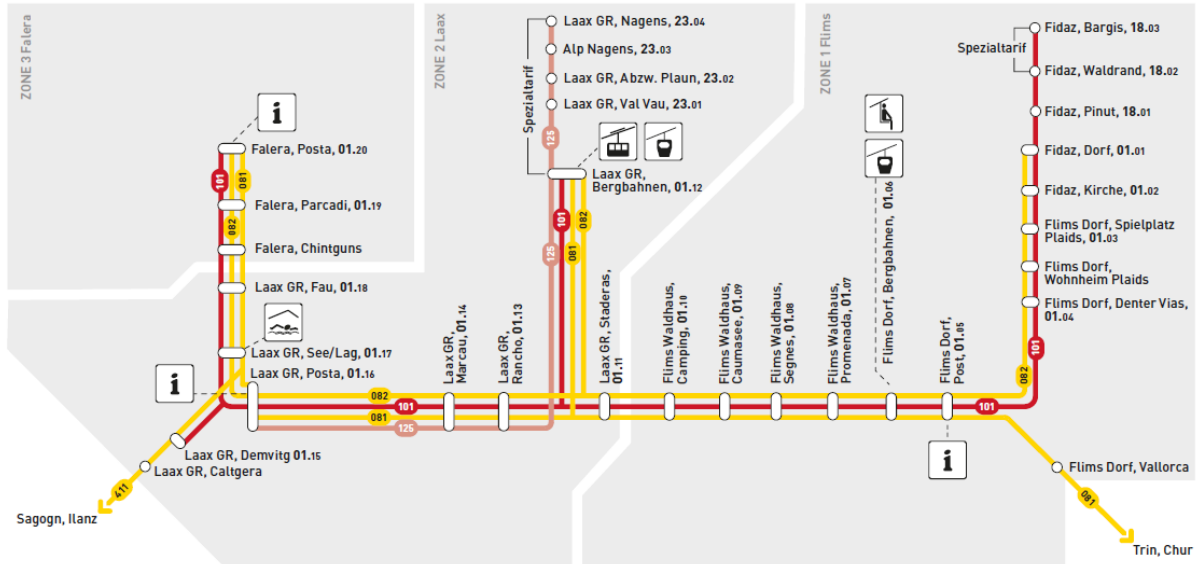 ZONE 3 Falera
ZONE 2 Laax
ZONE 1 Flims
Spezialtarif
Laax GR, Nagens, 23.04
Alp Nagens, 23.03
Laax GR, Abzw. Plaun, 23.02
Laax GR, Val Vau, 23.01
125
Laax GR,
Bergbahnen, 01.12
101
081
082
125
Spezialtarif
Fidaz, Bargis, 18.03
Fidaz, Waldrand, 18.02
Fidaz, Pinut, 18.01
Fidaz, Dorf, 01.01
Fidaz, Kirche, 01.02
Flims Dorf, Spielplatz
Plaids, 01.03
Flims Dorf,
Wohnheim Plaids
Flims Dorf, Denter Vias,
01.04
101
082
i
Falera, Posta, 01.20
101
081
082
Falera, Parcadi, 01.19
Falera, Chintguns
Laax GR, Fau, 01.18
Laax GR, See/Lag, 01.17
Laax GR, Posta, 01.16
i
Laax GR,
Marcau, 01.14
Laax GR,
Rancho, 01.13
Laax GR, Staderas,
01.11
Flims Waldhaus,
Camping, 01.10
Flims Waldhaus,
Caumasee, 01.09
Flims Waldhaus,
Segnes, 01.08
Flims Waldhaus,
Promenada, 01.07
Flims Dorf, Bergbahnen, 01.06
Flims Dorf,
Post, 01.05
082
101
081
125
101
i
Laax GR, Demvitg 01.15
Laax GR, Caltgera
411
Sagogn, Ilanz
Flims Dorf, Vallorca
081
Trin, Chur